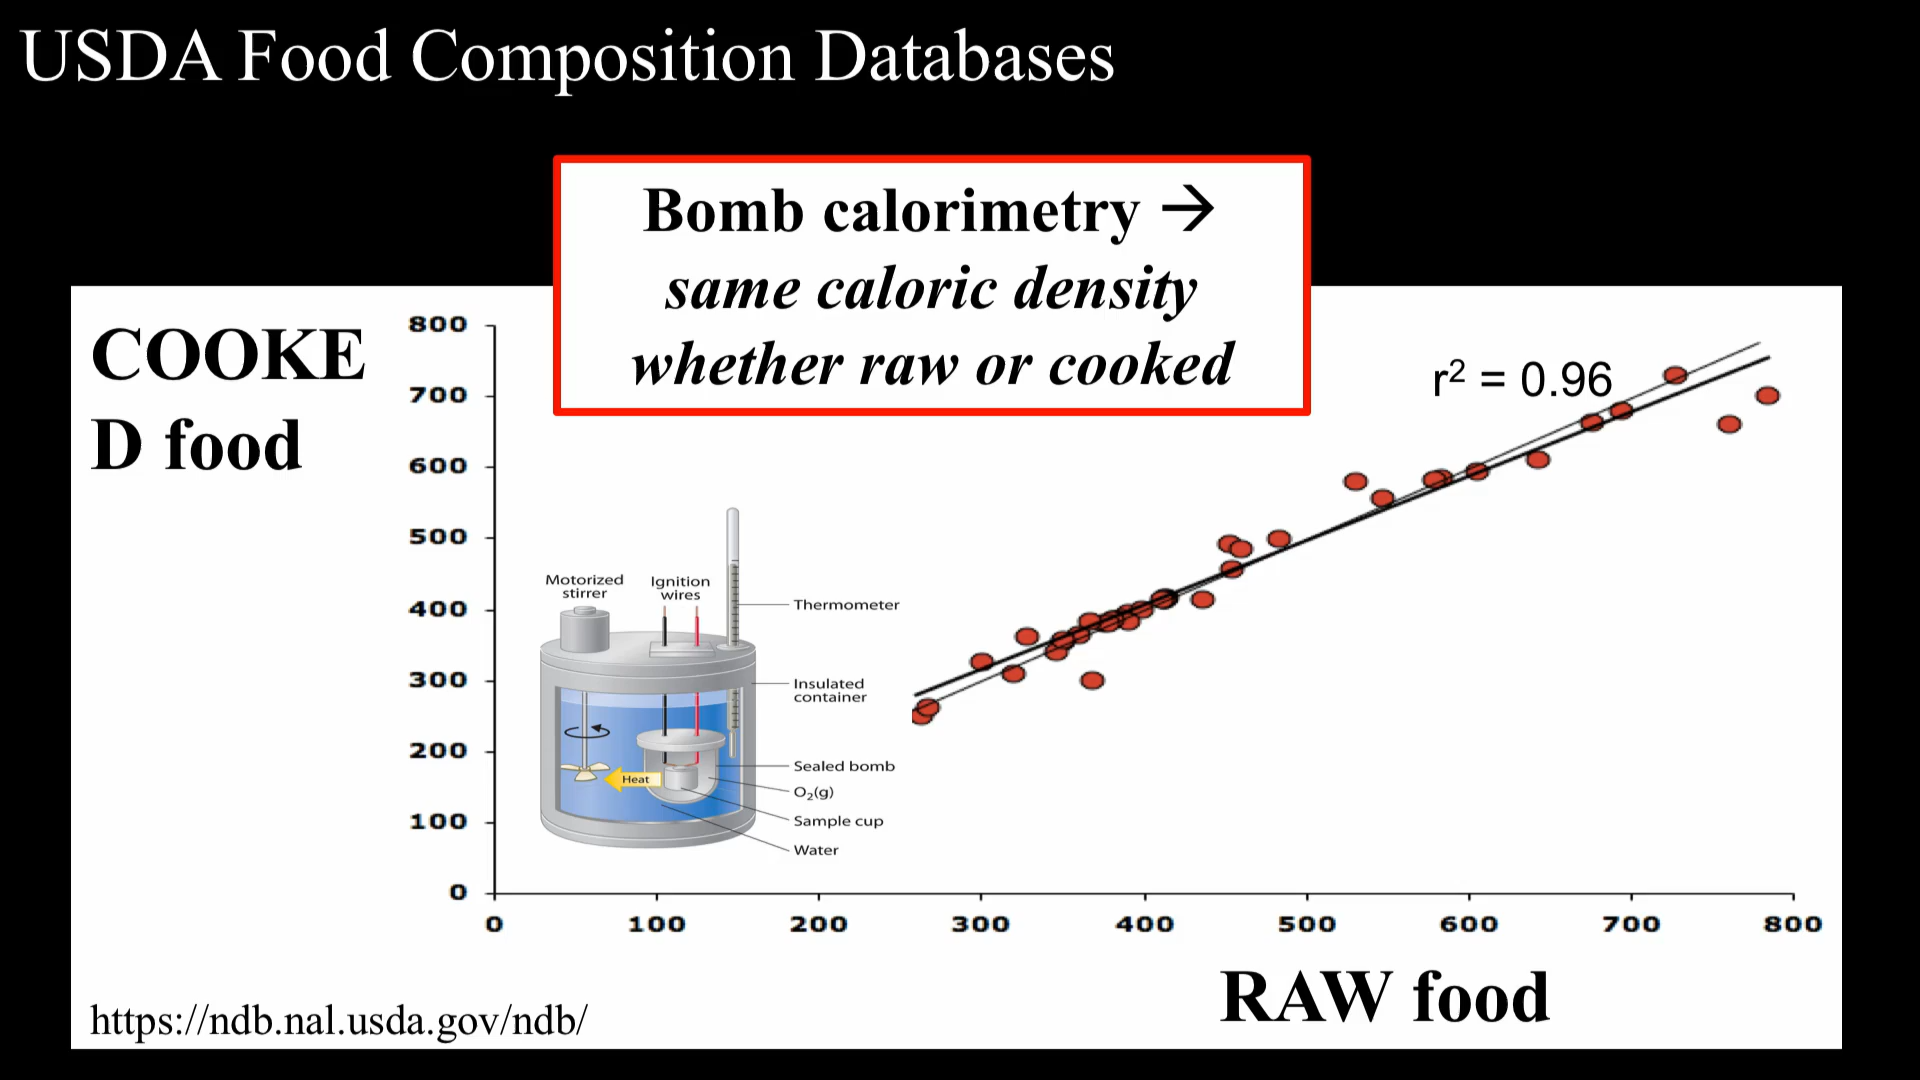 USDA Food Composition Databases
Bomb calorimetry →
same caloric density
whether raw or cooked
COOKE
D food
r² = 0.96
800
700
600
500
400
300
200
100
0
Motorized
stirrer
Ignition
wires
Thermometer
Insulated
container
Heat
Sealed bomb
O₂(g)
Sample cup
Water
0 100 200 300 400 500 600 700 800
RAW food
https://ndb.nal.usda.gov/ndb/